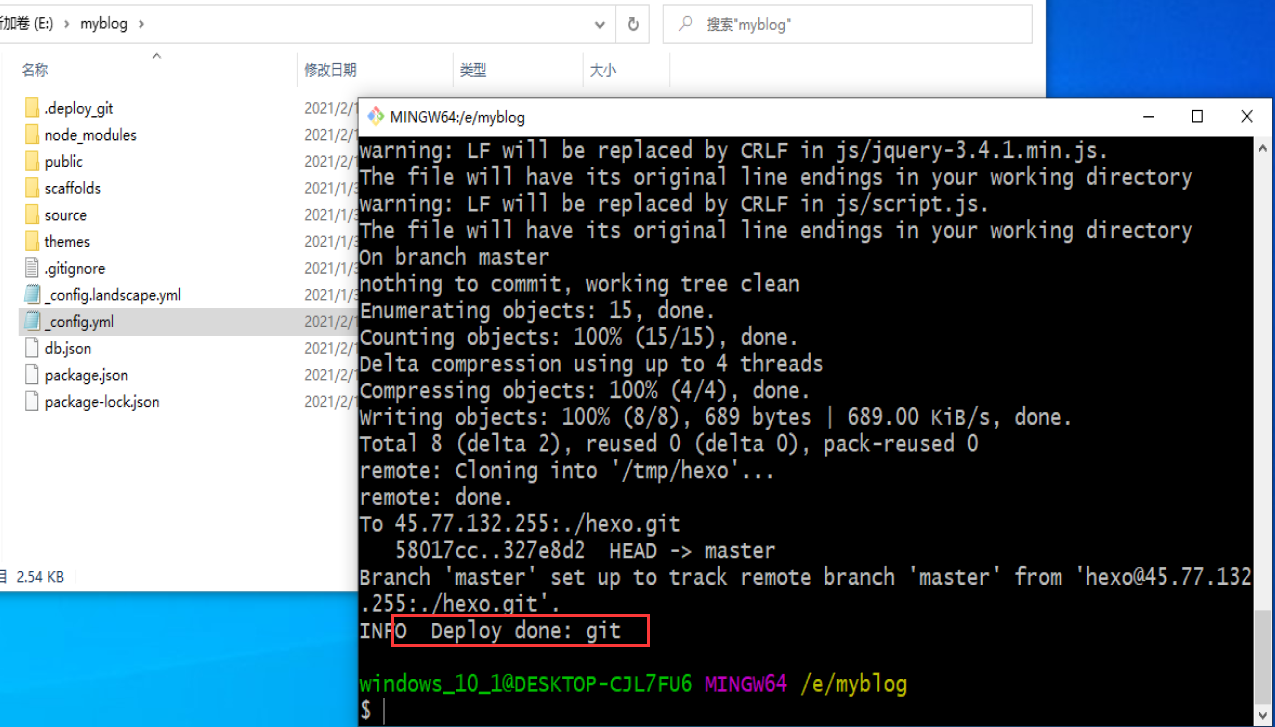 新加卷 (E:) › myblog ›
搜索"myblog"
名称 修改日期 类型 大小
.deploy_git 2021/2/1
node_modules 2021/2/1
public 2021/2/1
scaffolds 2021/1/3
source 2021/1/3
themes 2021/1/3
.gitignore 2021/1/3
_config.landscape.yml 2021/1/3
_config.yml 2021/2/1
db.json 2021/2/1
package.json 2021/2/1
package-lock.json 2021/2/1
2.54 KB
MINGW64:/e/myblog
warning: LF will be replaced by CRLF in js/jquery-3.4.1.min.js.
The file will have its original line endings in your working directory
warning: LF will be replaced by CRLF in js/script.js.
The file will have its original line endings in your working directory
On branch master
nothing to commit, working tree clean
Enumerating objects: 15, done.
Counting objects: 100% (15/15), done.
Delta compression using up to 4 threads
Compressing objects: 100% (4/4), done.
Writing objects: 100% (8/8), 689 bytes | 689.00 KiB/s, done.
Total 8 (delta 2), reused 0 (delta 0), pack-reused 0
remote: Cloning into '/tmp/hexo'...
remote: done.
To 45.77.132.255:./hexo.git
58017cc..327e8d2 HEAD -> master
Branch 'master' set up to track remote branch 'master' from 'hexo@45.77.132
.255:./hexo.git'.
INFO Deploy done: git
windows_10_1@DESKTOP-CJL7FU6 MINGW64 /e/myblog
$